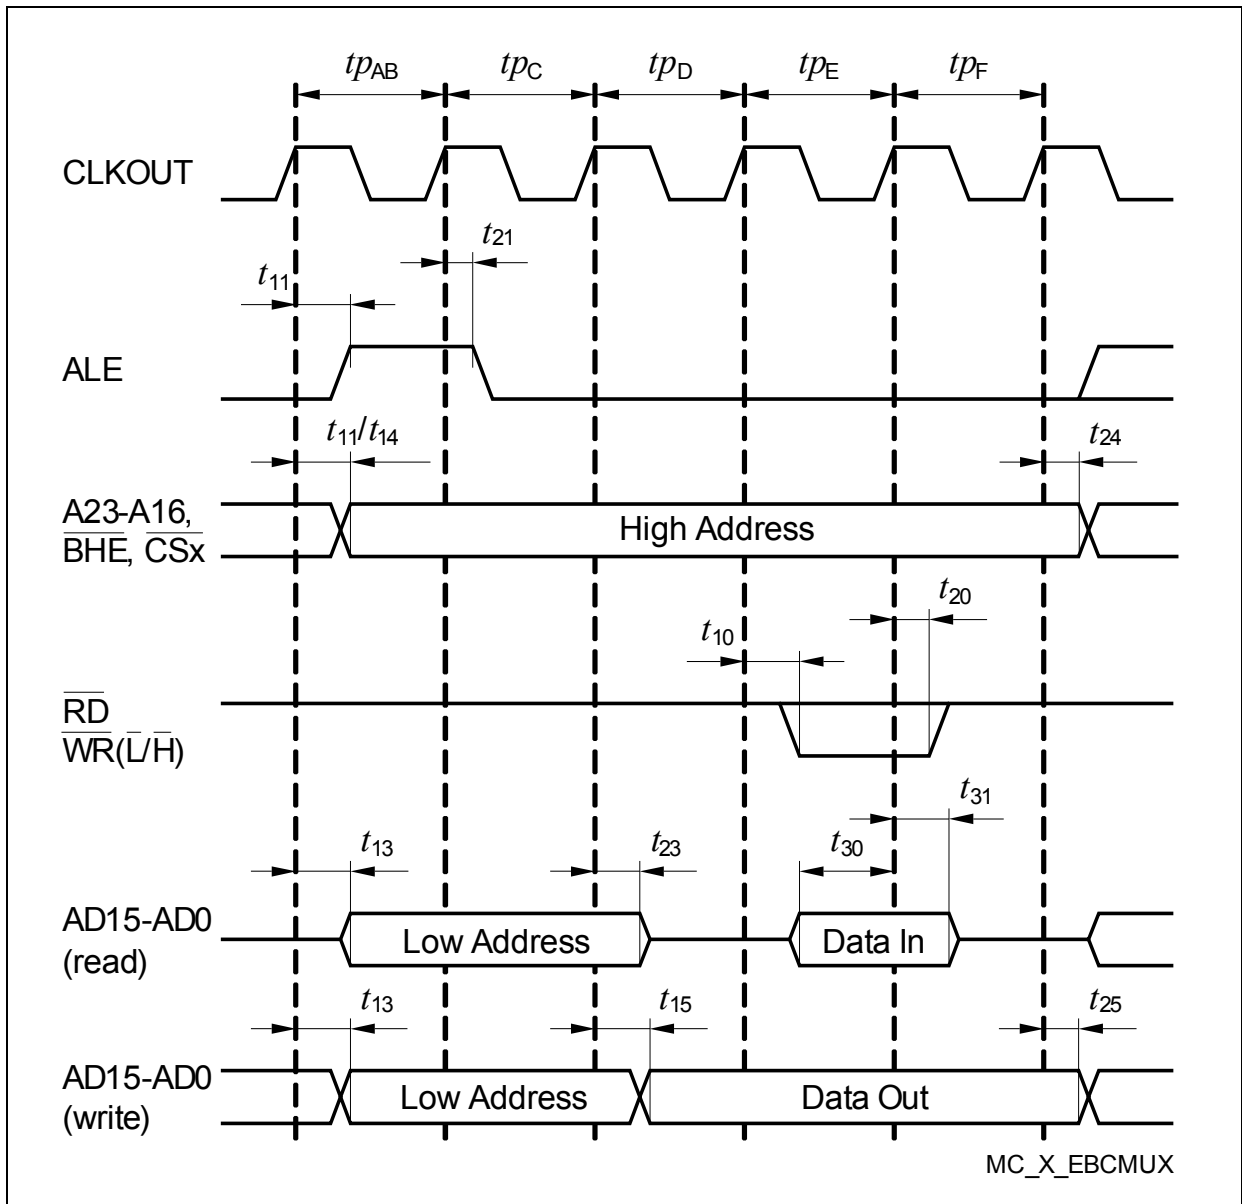 tpAB tpC tpD tpE tpF
CLKOUT
t21
t11
ALE
t11/t14 t24
A23-A16,
BHE, CSx
High Address
t20
t10
RD
WR(L/H)
t31
t13 t23 t30
AD15-AD0
(read)
Low Address Data In
t13 t15 t25
AD15-AD0
(write)
Low Address Data Out
MC_X_EBCMUX